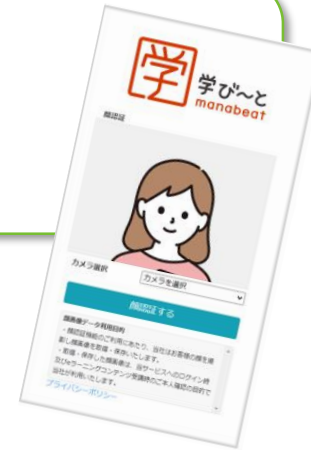 学
学び〜と
manabeat
顔認証
カメラ選択
カメラを選択
顔認証する
顔画像データ利用目的
・顔認証機能のご利用にあたり、当社はお客様の顔を撮
影し顔画像を取得・保存いたします。
・取得・保存した顔画像は、当サービスへのログイン時
及びeラーニングコンテンツ受講時のご本人確認の目的で
当社が利用いたします。
プライバシーポリシー